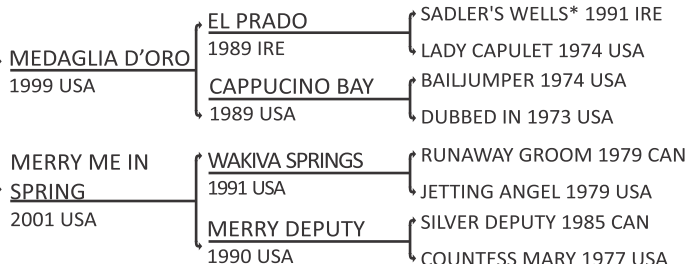 EL PRADO
1989 IRE
SADLER'S WELLS* 1991 IRE
LADY CAPULET 1974 USA
MEDAGLIA D’ORO
1999 USA
CAPPUCINO BAY
1989 USA
BAILJUMPER 1974 USA
DUBBED IN 1973 USA
MERRY ME IN
SPRING
2001 USA
WAKIVA SPRINGS
1991 USA
RUNAWAY GROOM 1979 CAN
JETTING ANGEL 1979 USA
MERRY DEPUTY
1990 USA
SILVER DEPUTY 1985 CAN
COUNTESS MARY 1977 USA